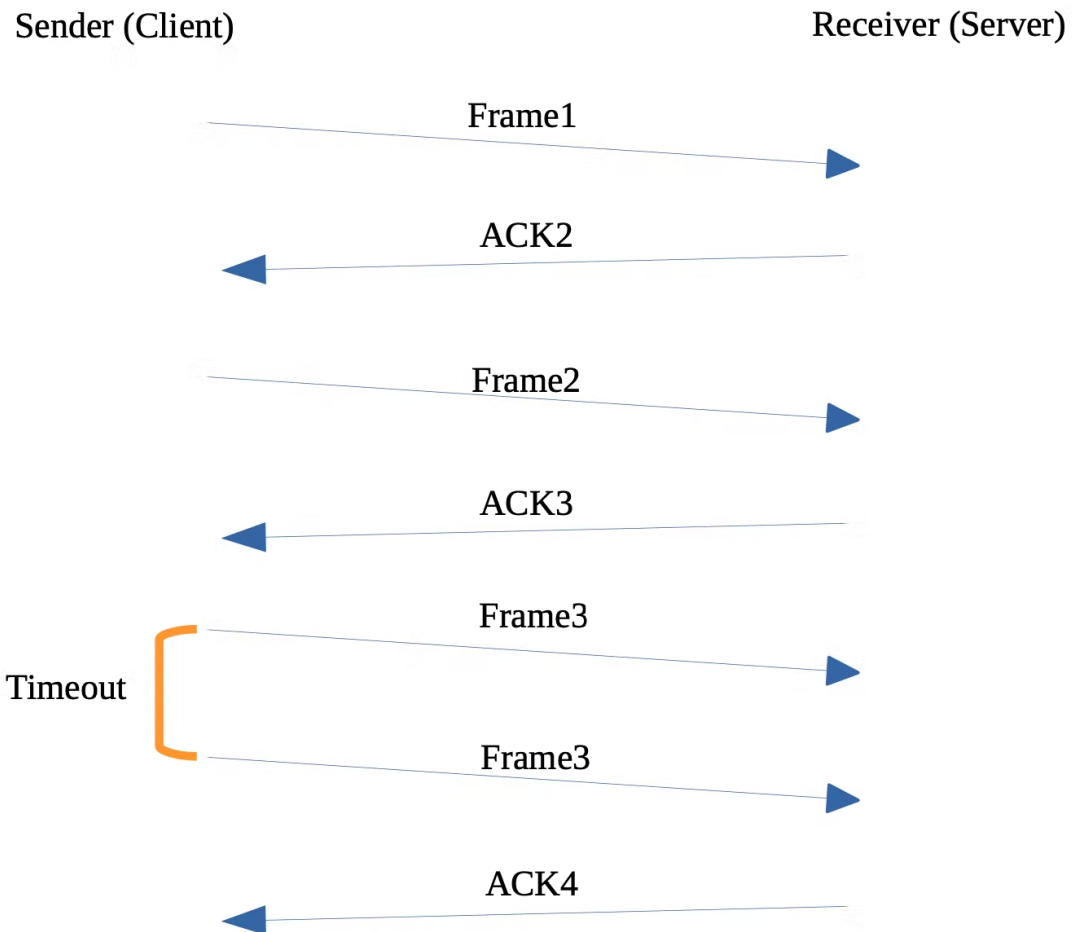 Sender (Client)
Receiver (Server)
Frame1
ACK2
Frame2
ACK3
Frame3
Timeout
Frame3
ACK4